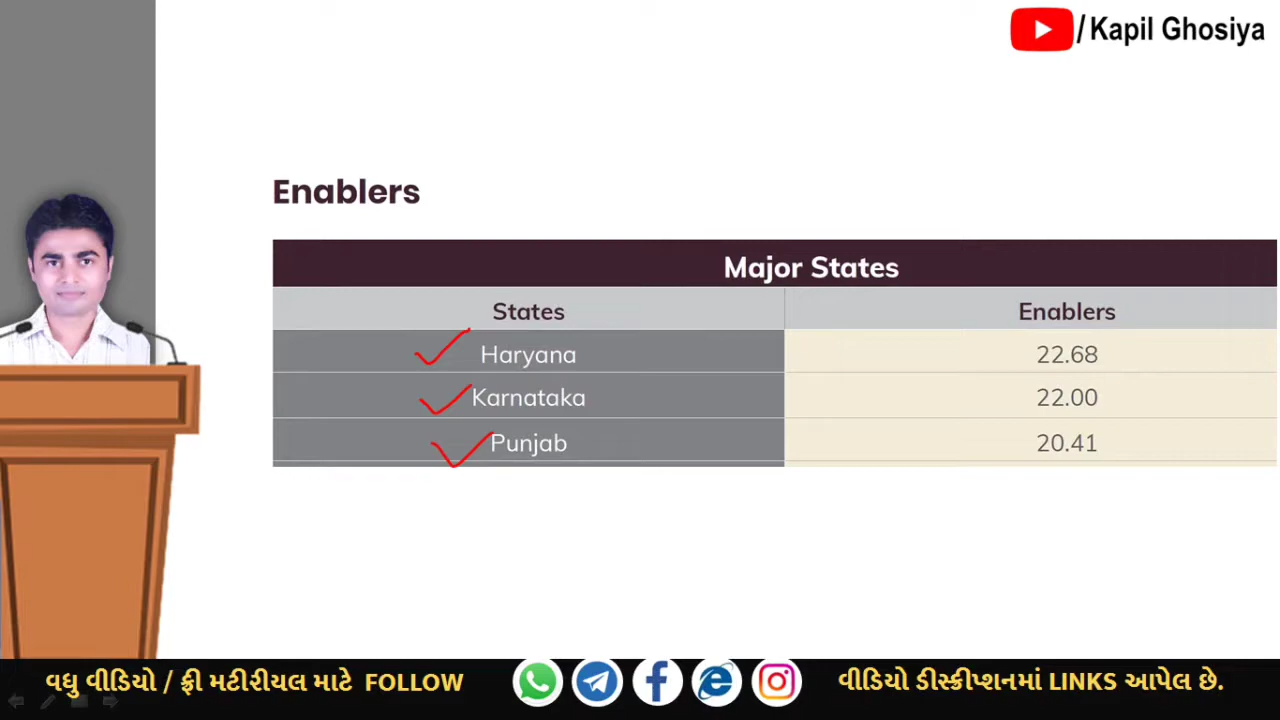 /Kapil Ghosiya
Enablers
Major States
States Enablers
Haryana 22.68
Karnataka 22.00
Punjab 20.41
વધુ વીડિયો / ફ્રી મટીરીયલ માટે FOLLOW
વીડિયો ડીસ્ક્રીપ્શનમાં LINKS આપેલ છે.